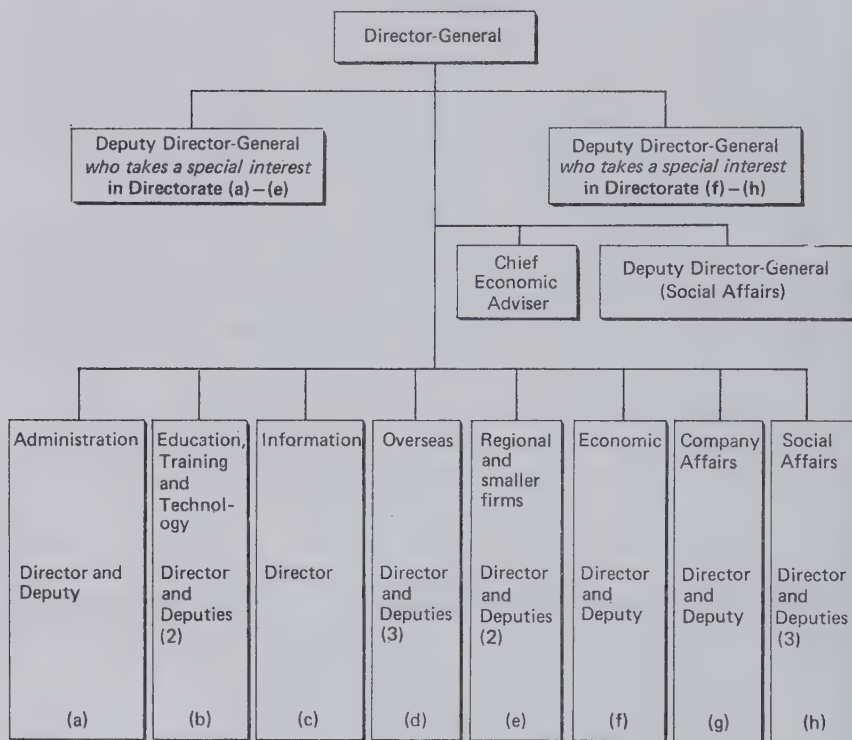 Director-General
Deputy Director-General
who takes a special interest
in Directorate (a)–(e)
Deputy Director-General
who takes a special interest
in Directorate (f)–(h)
Chief
Economic
Adviser
Deputy Director-General
(Social Affairs)
Administration
Director and
Deputy
(a)
Education,
Training
and
Technol-
ogy
Director
and
Deputies
(2)
(b)
Information
Director
(c)
Overseas
Director
and
Deputies
(3)
(d)
Regional
and
smaller
firms
Director
and
Deputies
(2)
(e)
Economic
Director
and
Deputy
(f)
Company
Affairs
Director
and
Deputy
(g)
Social
Affairs
Director
and
Deputies
(3)
(h)